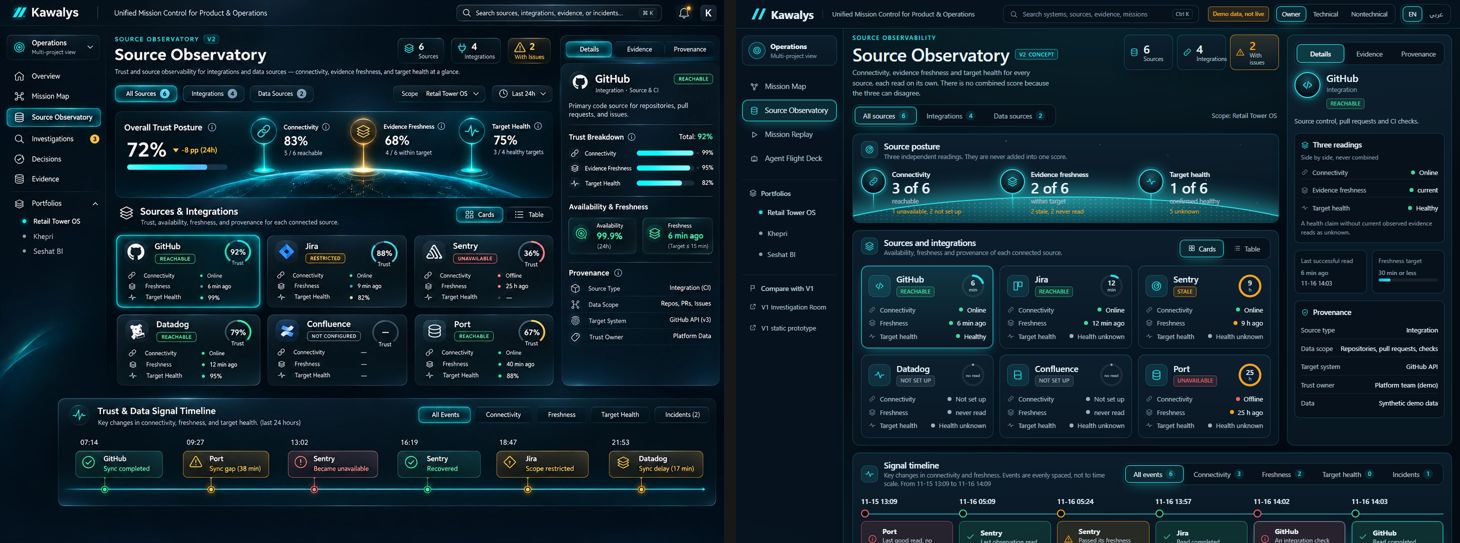 Kawalys
Unified Mission Control for Product & Operations
Search sources, integrations, evidence, or incidents...
⌘ K
K
Operations
Multi-project view
Overview
Mission Map
Source Observatory
Investigations
3
Decisions
Evidence
Portfolios
Retail Tower OS
Khepri
Seshat BI
SOURCE OBSERVATORY V2
Source Observatory
Trust and source observability for integrations and data sources — connectivity, evidence freshness, and target health at a glance.
6 Sources
4 Integrations
2 With Issues
All Sources 6
Integrations 4
Data Sources 2
Scope Retail Tower OS
Last 24h
Overall Trust Posture
72%
-8 pp (24h)
Connectivity
83%
5 / 6 reachable
Evidence Freshness
68%
4 / 6 within target
Target Health
75%
3 / 4 healthy targets
Sources & Integrations
Trust, availability, freshness, and provenance for each connected source.
Cards
Table
GitHub
REACHABLE
92%
Trust
Connectivity Online
Freshness 6 min ago
Target Health 99%
Jira
RESTRICTED
88%
Trust
Connectivity Online
Freshness 9 min ago
Target Health 82%
Sentry
UNAVAILABLE
36%
Trust
Connectivity Offline
Freshness 25 h ago
Target Health —
Datadog
REACHABLE
79%
Trust
Connectivity Online
Freshness 12 min ago
Target Health 95%
Confluence
NOT CONFIGURED
—
Trust
Connectivity —
Freshness —
Target Health —
Port
REACHABLE
67%
Trust
Connectivity Online
Freshness 40 min ago
Target Health 88%
Details
Evidence
Provenance
GitHub
REACHABLE
Integration • Source & CI
Primary code source for repositories, pull
requests, and issues.
Trust Breakdown
Total: 92%
Connectivity 99%
Evidence Freshness 95%
Target Health 82%
Availability & Freshness
Availability
99.9%
(24h)
Freshness
6 min ago
(Target ≤ 15 min)
Provenance
Source Type Integration (CI)
Data Scope Repos, PRs, Issues
Target System GitHub API (v3)
Trust Owner Platform Data
Trust & Data Signal Timeline
Key changes in connectivity, freshness, and target health. (last 24 hours)
All Events
Connectivity
Freshness
Target Health
Incidents (2)
07:14
GitHub
Sync completed
09:27
Port
Sync gap (38 min)
13:02
Sentry
Became unavailable
16:19
Sentry
Recovered
18:47
Jira
Scope restricted
21:53
Datadog
Sync delay (17 min)
Kawalys
Unified Mission Control for Product & Operations
Search systems, sources, evidence, missions
Ctrl K
Demo data, not live
Owner
Technical
Nontechnical
EN
عربي
Operations
Multi-project view
Mission Map
Source Observatory
Mission Replay
Agent Flight Deck
Portfolios
Retail Tower OS
Khepri
Seshat BI
Compare with V1
V1 Investigation Room
V1 static prototype
SOURCE OBSERVABILITY
Source Observatory
V2 CONCEPT
Connectivity, evidence freshness and target health for every
source, each read on its own. There is no combined score because
the three can disagree.
6
Sources
4
Integrations
2
With
issues
All sources 6
Integrations 4
Data sources 2
Scope: Retail Tower OS
Source posture
Three independent readings. They are never added into one score.
Connectivity
3 of 6
reachable
1 unavailable, 2 not set up
Evidence freshness
2 of 6
within target
2 stale, 2 never read
Target health
1 of 6
confirmed healthy
5 unknown
Sources and integrations
Availability, freshness and provenance of each connected source.
Cards
Table
GitHub
REACHABLE
6
min
Connectivity Online
Freshness 6 min ago
Target health Healthy
Jira
REACHABLE
12
min
Connectivity Online
Freshness 12 min ago
Target health Health unknown
Sentry
STALE
9
h
Connectivity Online
Freshness 9 h ago
Target health Health unknown
Datadog
NOT SET UP
no read
Connectivity Not set up
Freshness never read
Target health Health unknown
Confluence
NOT SET UP
no read
Connectivity Not set up
Freshness never read
Target health Health unknown
Port
UNAVAILABLE
25
h
Connectivity Offline
Freshness 25 h ago
Target health Health unknown
Details
Evidence
Provenance
GitHub
Integration
REACHABLE
Source control, pull requests and CI checks.
Three readings
Side by side, never combined
Connectivity Online
Evidence freshness current
Target health Healthy
A health claim without current observed evidence
reads as unknown.
Last successful read
6 min ago
11-16 14:03
Freshness target
30 min or less
Provenance
Source type Integration
Data scope Repositories, pull requests, checks
Target system GitHub API
Trust owner Platform team (demo)
Data Synthetic demo data
Signal timeline
Key changes in connectivity and freshness. Events are evenly spaced, not to time
scale. From 11-15 13:09 to 11-16 14:09
All events 6
Connectivity 3
Freshness 2
Target health 0
Incidents 1
11-15 13:09
11-16 05:09
11-16 05:24
11-16 13:57
11-16 14:02
11-16 14:03
Port
Last good read, no
Sentry
Last observation read
Sentry
Passed its freshness
Jira
Read completed
GitHub
An integration check
GitHub
Read completed